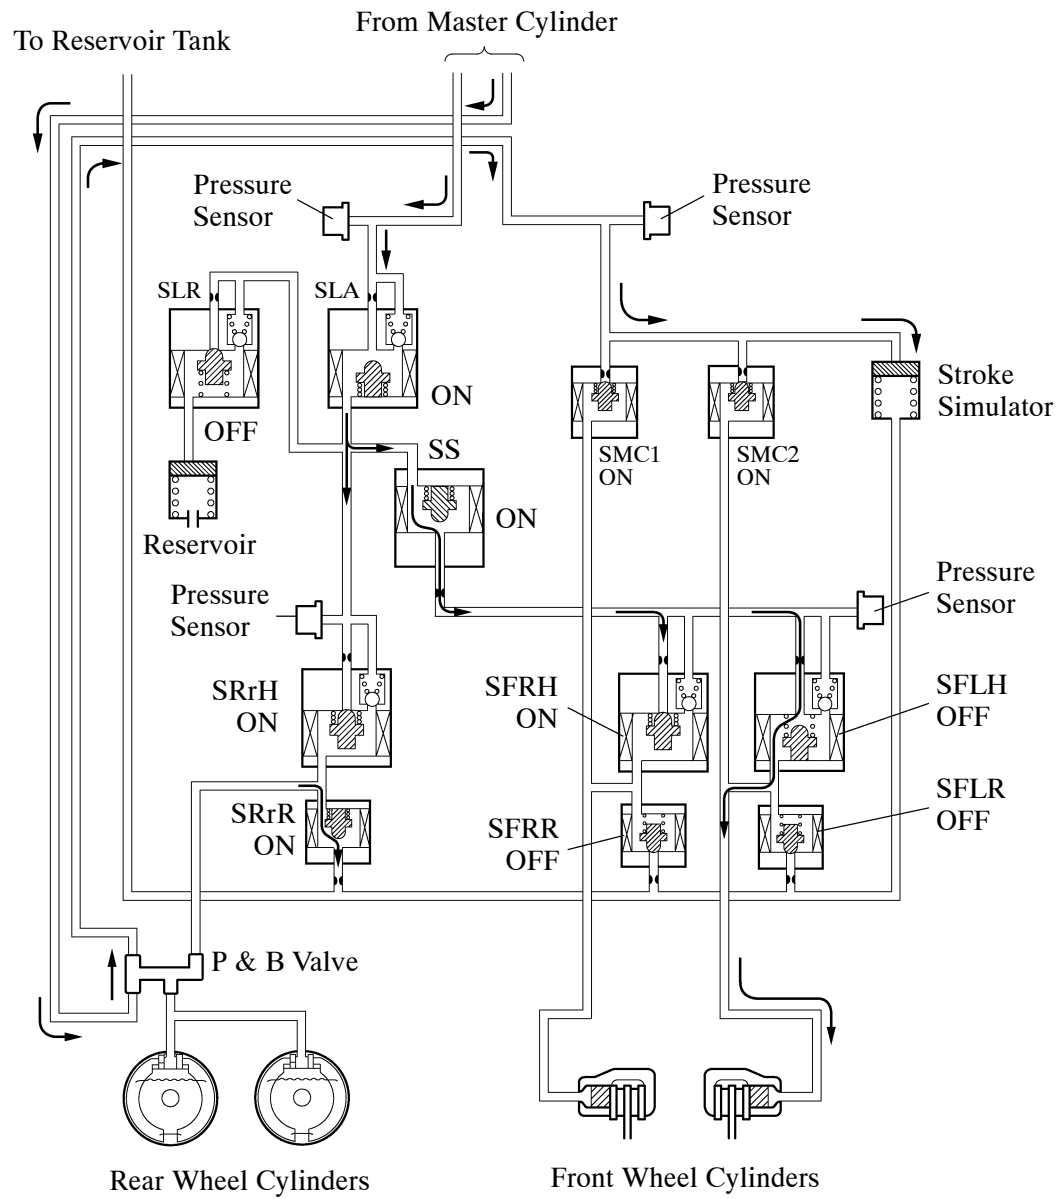 From Master Cylinder
To Reservoir Tank
Pressure
Sensor
Pressure
Sensor
SLR
SLA
ON
OFF
SS
ON
Reservoir
SMC1
ON
SMC2
ON
Stroke
Simulator
Pressure
Sensor
Pressure
Sensor
SRrH
ON
SFRH
ON
SFLH
OFF
SRrR
ON
SFRR
OFF
SFLR
OFF
P & B Valve
Rear Wheel Cylinders
Front Wheel Cylinders